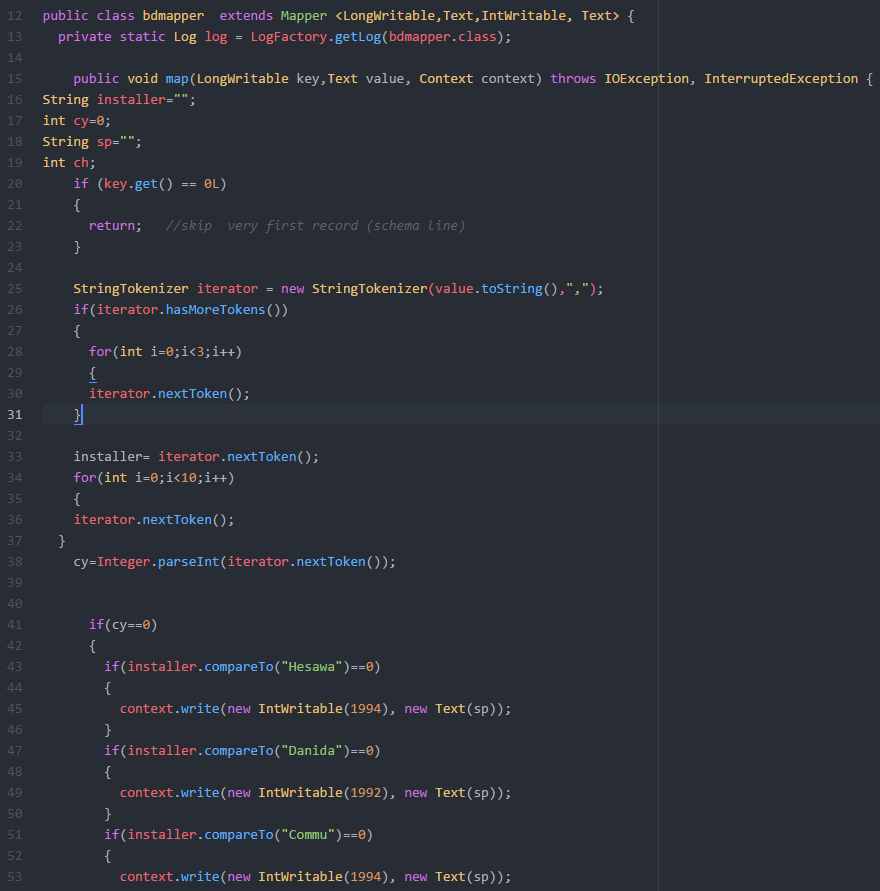 12 public class bdmapper  extends Mapper <LongWritable,Text,IntWritable, Text> {
13   private static Log log = LogFactory.getLog(bdmapper.class);
14
15     public void map(LongWritable key,Text value, Context context) throws IOException, InterruptedException {
16 String installer="";
17 int cy=0;
18 String sp="";
19 int ch;
20     if (key.get() == 0L)
21     {
22       return;   //skip  very first record (schema line)
23     }
24
25     StringTokenizer iterator = new StringTokenizer(value.toString(),",");
26     if(iterator.hasMoreTokens())
27     {
28       for(int i=0;i<3;i++)
29       {
30       iterator.nextToken();
31     }
32
33     installer= iterator.nextToken();
34     for(int i=0;i<10;i++)
35     {
36     iterator.nextToken();
37   }
38     cy=Integer.parseInt(iterator.nextToken());
39
40
41       if(cy==0)
42       {
43         if(installer.compareTo("Hesawa")==0)
44         {
45           context.write(new IntWritable(1994), new Text(sp));
46         }
47         if(installer.compareTo("Danida")==0)
48         {
49           context.write(new IntWritable(1992), new Text(sp));
50         }
51         if(installer.compareTo("Commu")==0)
52         {
53           context.write(new IntWritable(1994), new Text(sp));